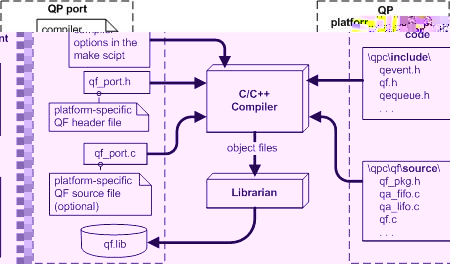 QP port
compiler
options in the
make scipt
qf_port.h
platform-specific
QF header file
qf_port.c
platform-specific
QF source file
(optional)
qf.lib
C/C++
Compiler
object files
Librarian
QP
code
\qpc\include\
qevent.h
qf.h
qequeue.h
. . .
\qpc\qf\source\
qf_pkg.h
qa_fifo.c
qa_lifo.c
qf.c
. . .